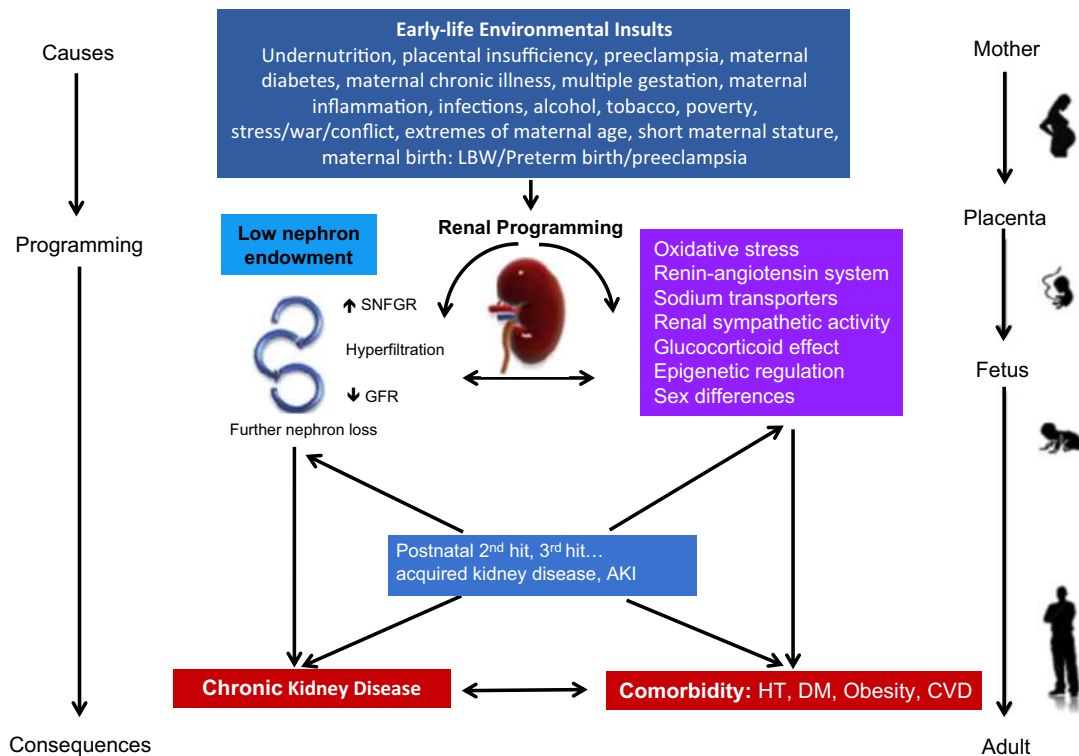 Causes
Early-life Environmental Insults
Undernutrition, placental insufficiency, preeclampsia, maternal
diabetes, maternal chronic illness, multiple gestation, maternal
inflammation, infections, alcohol, tobacco, poverty,
stress/war/conflict, extremes of maternal age, short maternal stature,
maternal birth: LBW/Preterm birth/preeclampsia
Mother
Programming
Low nephron
endowment
Renal Programming
Placenta
↑ SNFGR
Hyperfiltration
↓ GFR
Further nephron loss
Oxidative stress
Renin-angiotensin system
Sodium transporters
Renal sympathetic activity
Glucocorticoid effect
Epigenetic regulation
Sex differences
Fetus
Postnatal 2nd hit, 3rd hit…
acquired kidney disease, AKI
Chronic Kidney Disease
Comorbidity: HT, DM, Obesity, CVD
Consequences
Adult